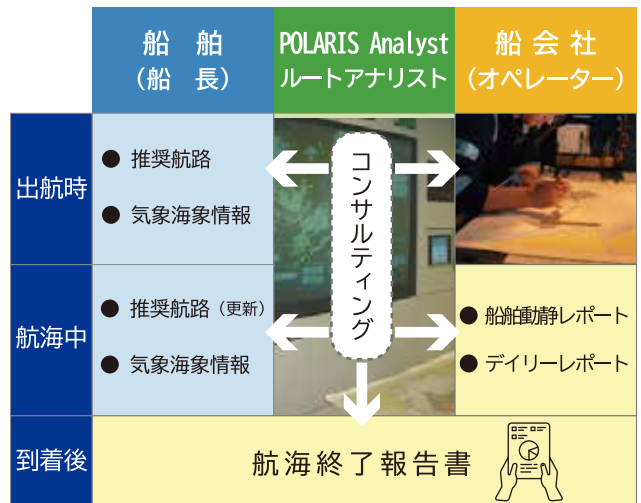 船 舶
（船 長）
POLARIS Analyst
ルートアナリスト
船 会 社
（オペレーター）
出航時
● 推奨航路
● 気象海象情報
コンサルティング
航海中
● 推奨航路（更新）
● 気象海象情報
● 船舶動静レポート
● デイリーレポート
到着後
航海終了報告書